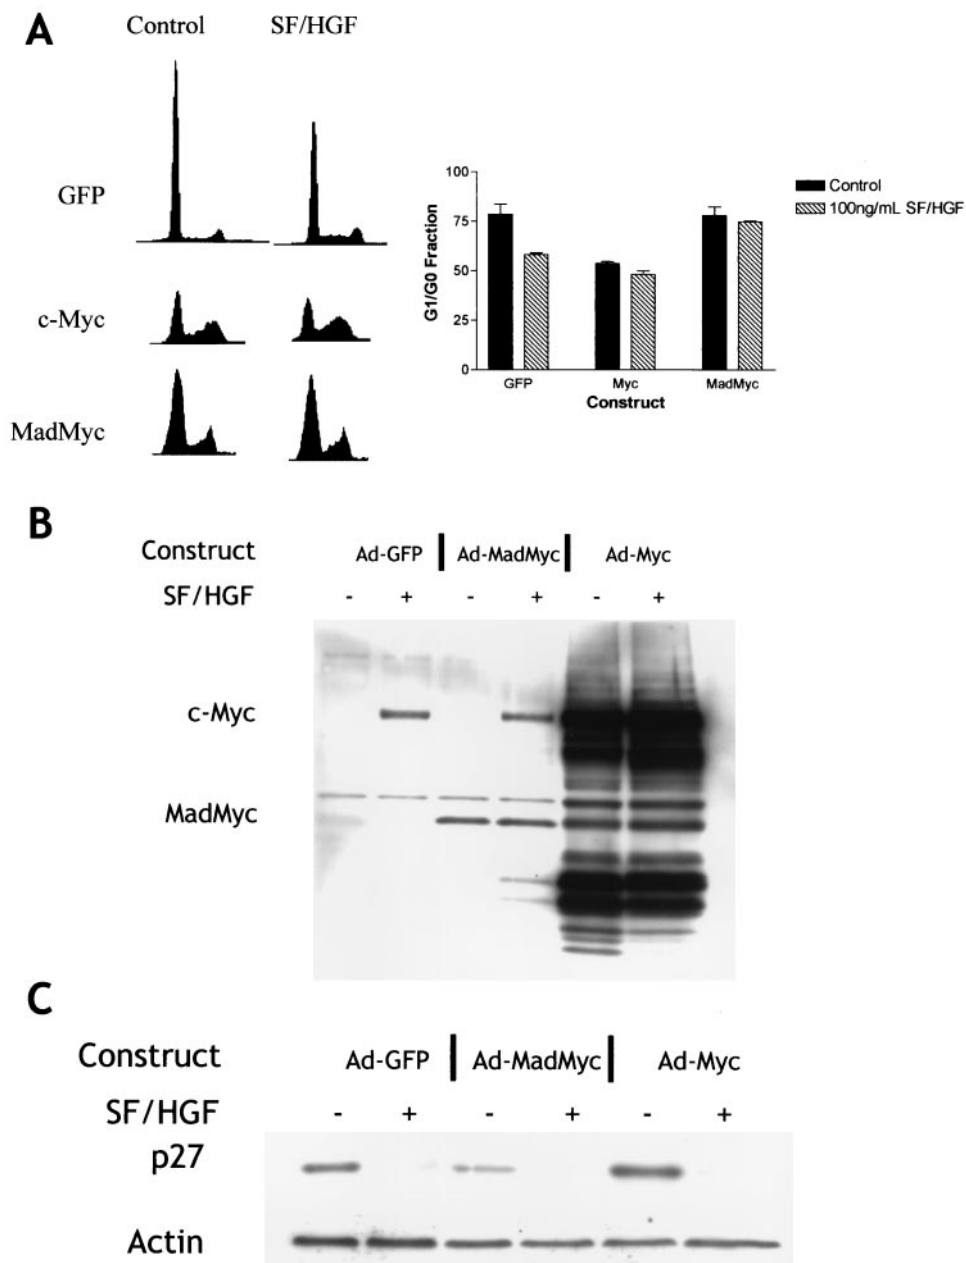 A
Control SF/HGF
GFP
c-Myc
MadMyc
100
75
50
25
0
G1/G0 Fraction
GFP Myc MadMyc
Construct
Control
100ng/mL SF/HGF
B
Construct Ad-GFP Ad-MadMyc Ad-Myc
SF/HGF - + - + - +
c-Myc
MadMyc
C
Construct Ad-GFP Ad-MadMyc Ad-Myc
SF/HGF - + - + - +
p27
Actin